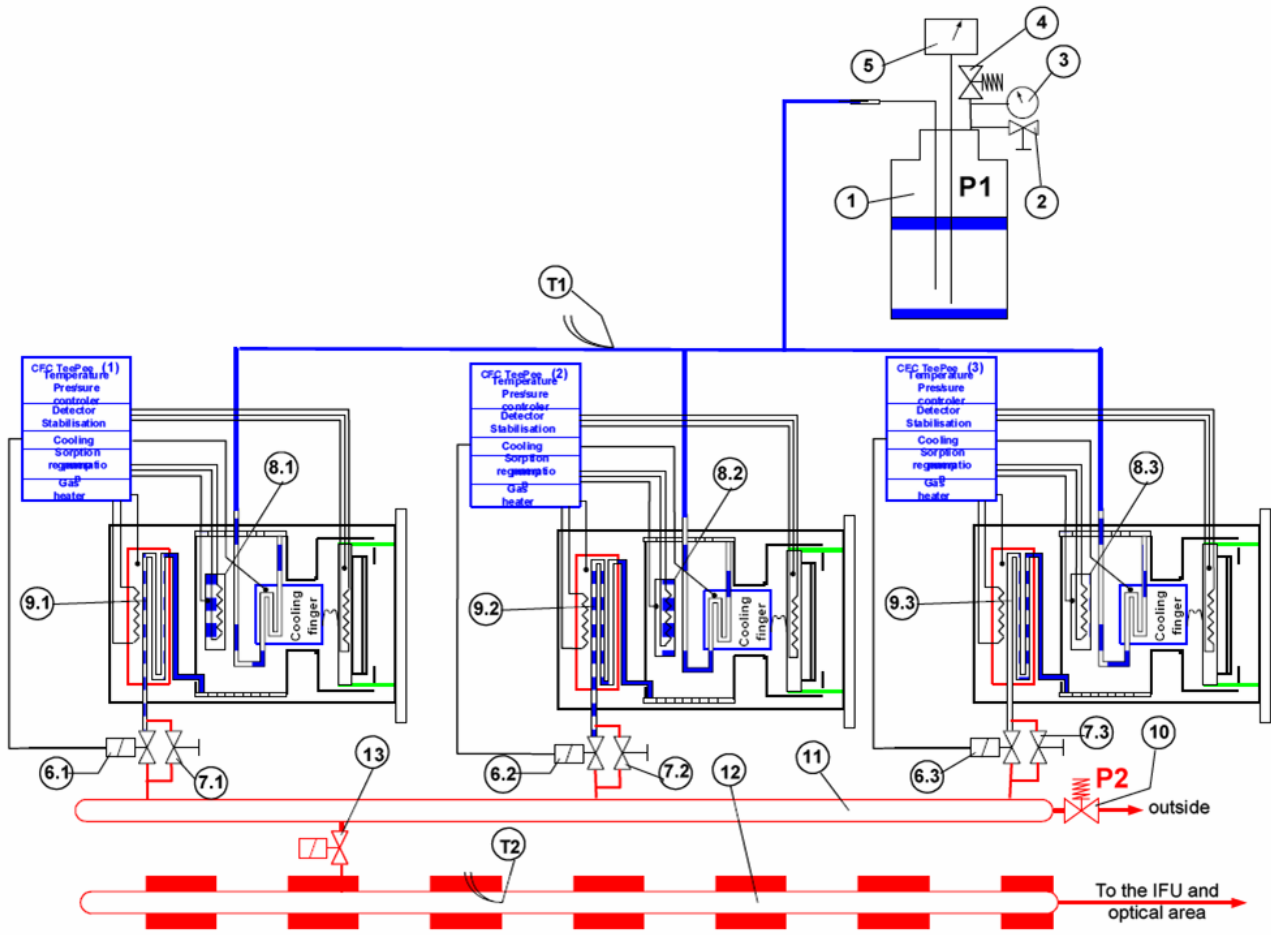 4
5
3
P1
1
2
T1
CFC TeePee (1)
Temperature
Pressure
controler
Detector
Stabilisation
Cooling
Sorption
Gas
heater
CFC TeePee (2)
Temperature
Pressure
controler
Detector
Stabilisation
Cooling
Sorption
Gas
heater
CFC TeePee (3)
Temperature
Pressure
controler
Detector
Stabilisation
Cooling
Sorption
Gas
heater
8.1
8.2
8.3
9.1
Cooling
finger
9.2
Cooling
finger
9.3
Cooling
finger
6.1
7.1
13
6.2
7.2
12
11
6.3
7.3
10
P2
outside
T2
To the IFU and
optical area